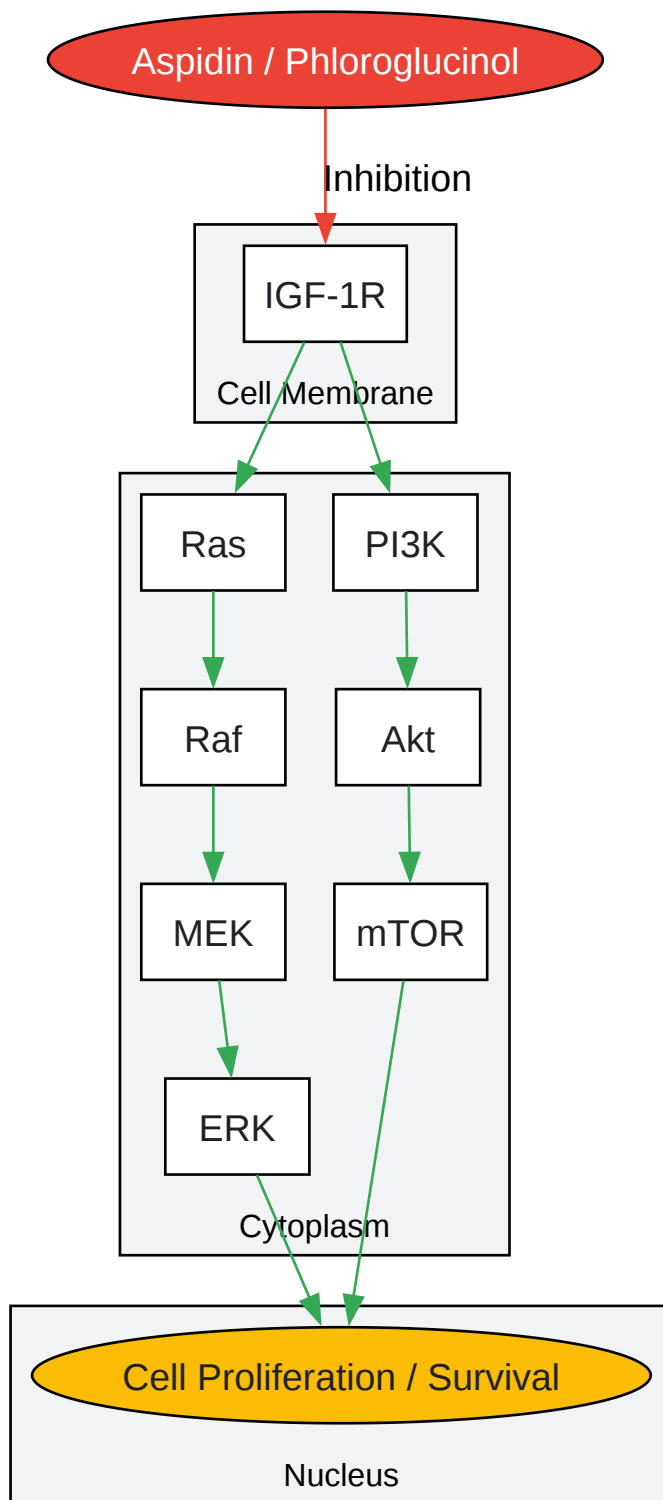 Aspidin / Phloroglucinol
Inhibition
IGF-1R
Cell Membrane
Ras
PI3K
Raf
Akt
MEK
mTOR
ERK
Cytoplasm
Cell Proliferation / Survival
Nucleus